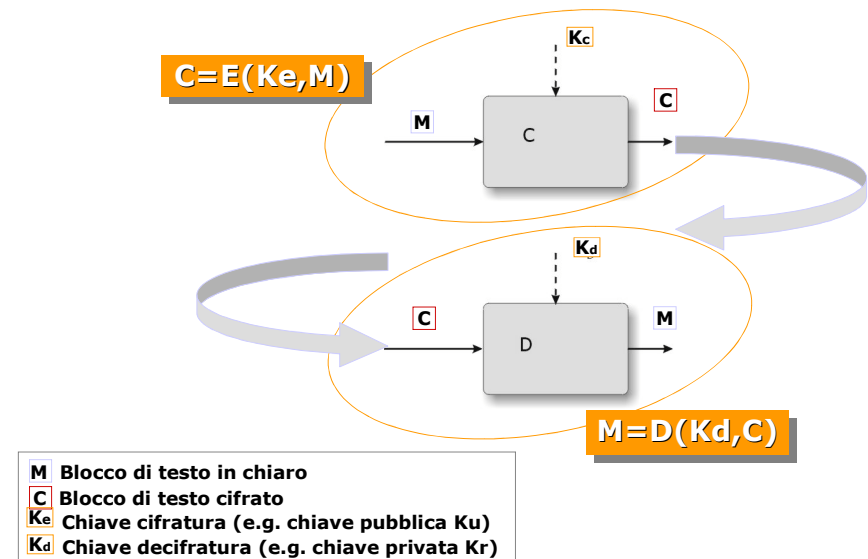 Kc
C=E(Ke,M)
C
M
C
Kd
C
M
D
M=D(Kd,C)
M Blocco di testo in chiaro
C Blocco di testo cifrato
Ke Chiave cifratura (e.g. chiave pubblica Ku)
Kd Chiave decifratura (e.g. chiave privata Kr)